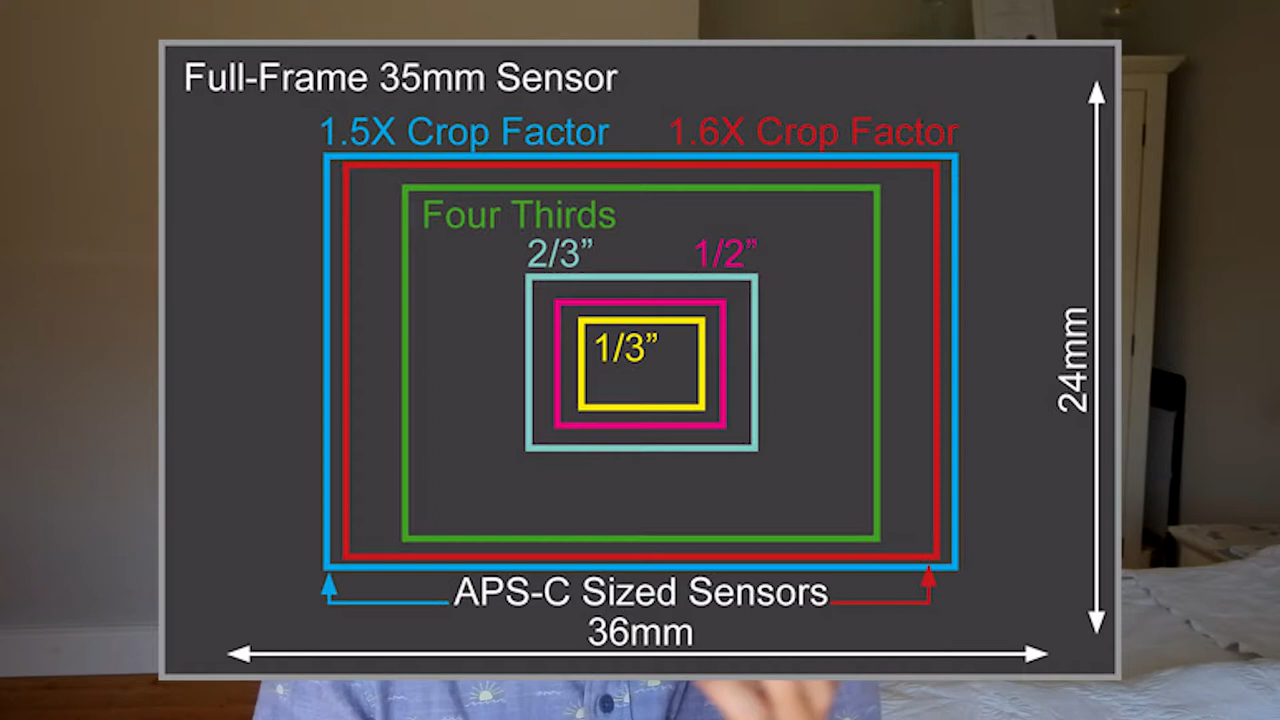 Full-Frame 35mm Sensor
1.5X Crop Factor
1.6X Crop Factor
Four Thirds
2/3”
1/2”
1/3”
24mm
APS-C Sized Sensors
36mm